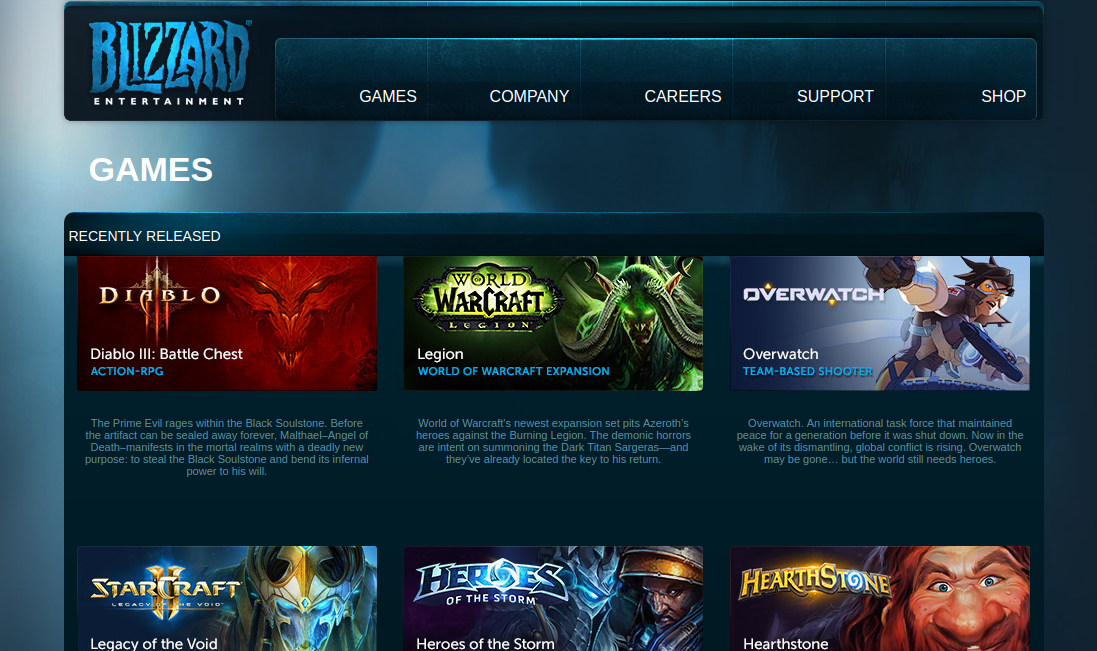 BLIZZARD
ENTERTAINMENT
GAMES COMPANY CAREERS SUPPORT SHOP
GAMES
RECENTLY RELEASED
DIABLO
III
Diablo III: Battle Chest
ACTION-RPG
The Prime Evil rages within the Black Soulstone. Before
the artifact can be sealed away forever, Malthael–Angel of
Death–manifests in the mortal realms with a deadly new
purpose: to steal the Black Soulstone and bend its infernal
power to his will.
WORLD
OF
WARCRAFT
LEGION
Legion
WORLD OF WARCRAFT EXPANSION
World of Warcraft's newest expansion set pits Azeroth's
heroes against the Burning Legion. The demonic horrors
are intent on summoning the Dark Titan Sargeras—and
they've already located the key to his return.
OVERWATCH
Overwatch
TEAM-BASED SHOOTER
Overwatch. An international task force that maintained
peace for a generation before it was shut down. Now in the
wake of its dismantling, global conflict is rising. Overwatch
may be gone… but the world still needs heroes.
STARCRAFT
II
LEGACY OF THE VOID
Legacy of the Void
HEROES
OF THE STORM
Heroes of the Storm
HEARTHSTONE
Hearthstone